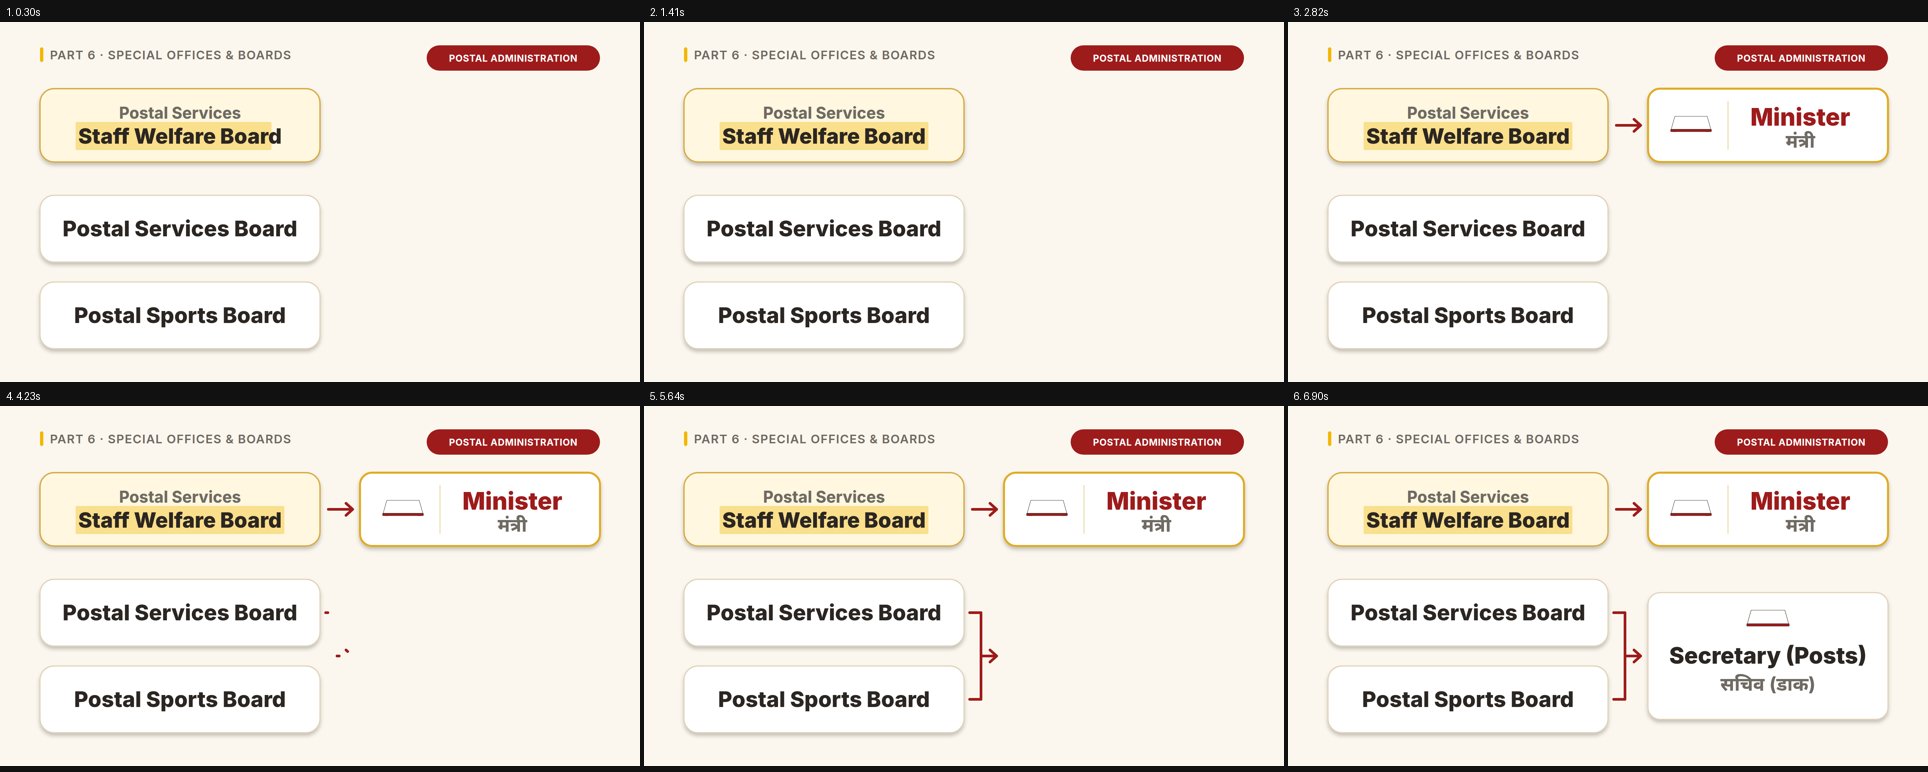 1. 0.30s
PART 6 · SPECIAL OFFICES & BOARDS
POSTAL ADMINISTRATION
Postal Services
Staff Welfare Board
Postal Services Board
Postal Sports Board
2. 1.41s
PART 6 · SPECIAL OFFICES & BOARDS
POSTAL ADMINISTRATION
Postal Services
Staff Welfare Board
Postal Services Board
Postal Sports Board
3. 2.82s
PART 6 · SPECIAL OFFICES & BOARDS
POSTAL ADMINISTRATION
Postal Services
Staff Welfare Board
Minister
मंत्री
Postal Services Board
Postal Sports Board
4. 4.23s
PART 6 · SPECIAL OFFICES & BOARDS
POSTAL ADMINISTRATION
Postal Services
Staff Welfare Board
Minister
मंत्री
Postal Services Board
Postal Sports Board
5. 5.64s
PART 6 · SPECIAL OFFICES & BOARDS
POSTAL ADMINISTRATION
Postal Services
Staff Welfare Board
Minister
मंत्री
Postal Services Board
Postal Sports Board
6. 6.90s
PART 6 · SPECIAL OFFICES & BOARDS
POSTAL ADMINISTRATION
Postal Services
Staff Welfare Board
Minister
मंत्री
Postal Services Board
Postal Sports Board
Secretary (Posts)
सचिव (डाक)